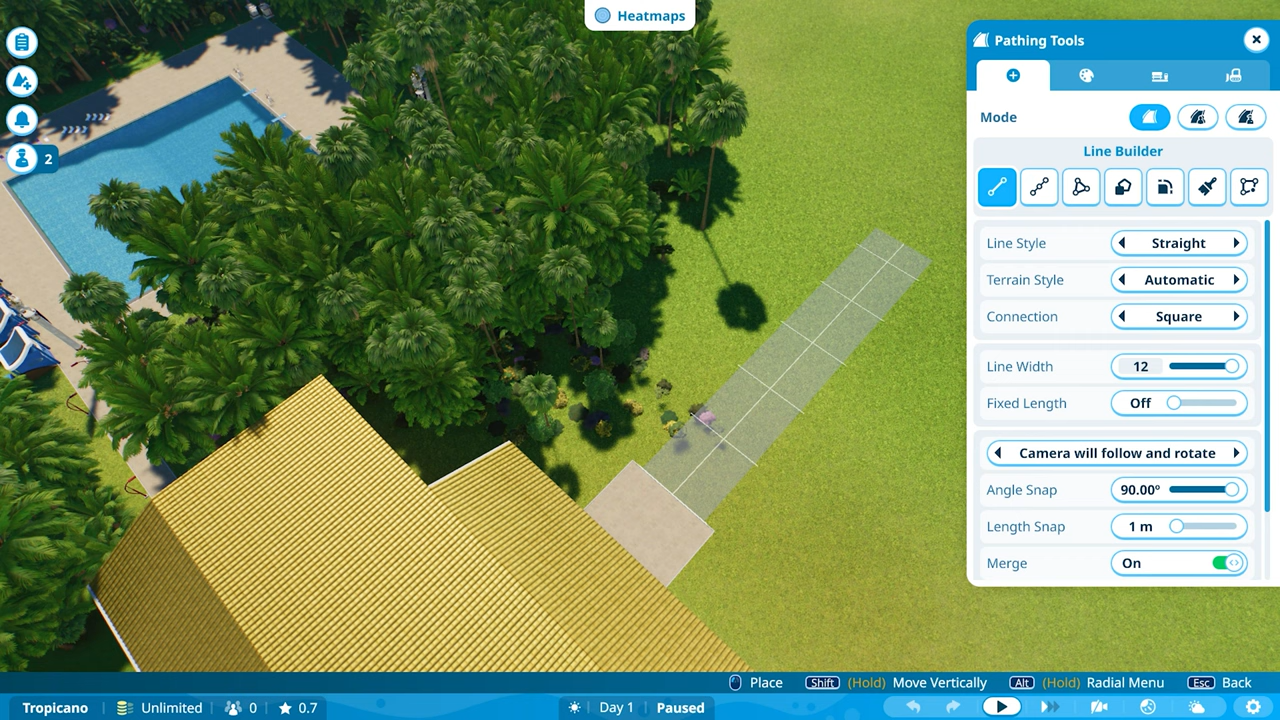 Heatmaps
Pathing Tools
2
Mode
Line Builder
Line Style Straight
Terrain Style Automatic
Connection Square
Line Width 12
Fixed Length Off
Camera will follow and rotate
Angle Snap 90.00°
Length Snap 1 m
Merge On
Place Shift (Hold) Move Vertically Alt (Hold) Radial Menu Esc Back
Tropicano Unlimited 0 0.7 Day 1 Paused